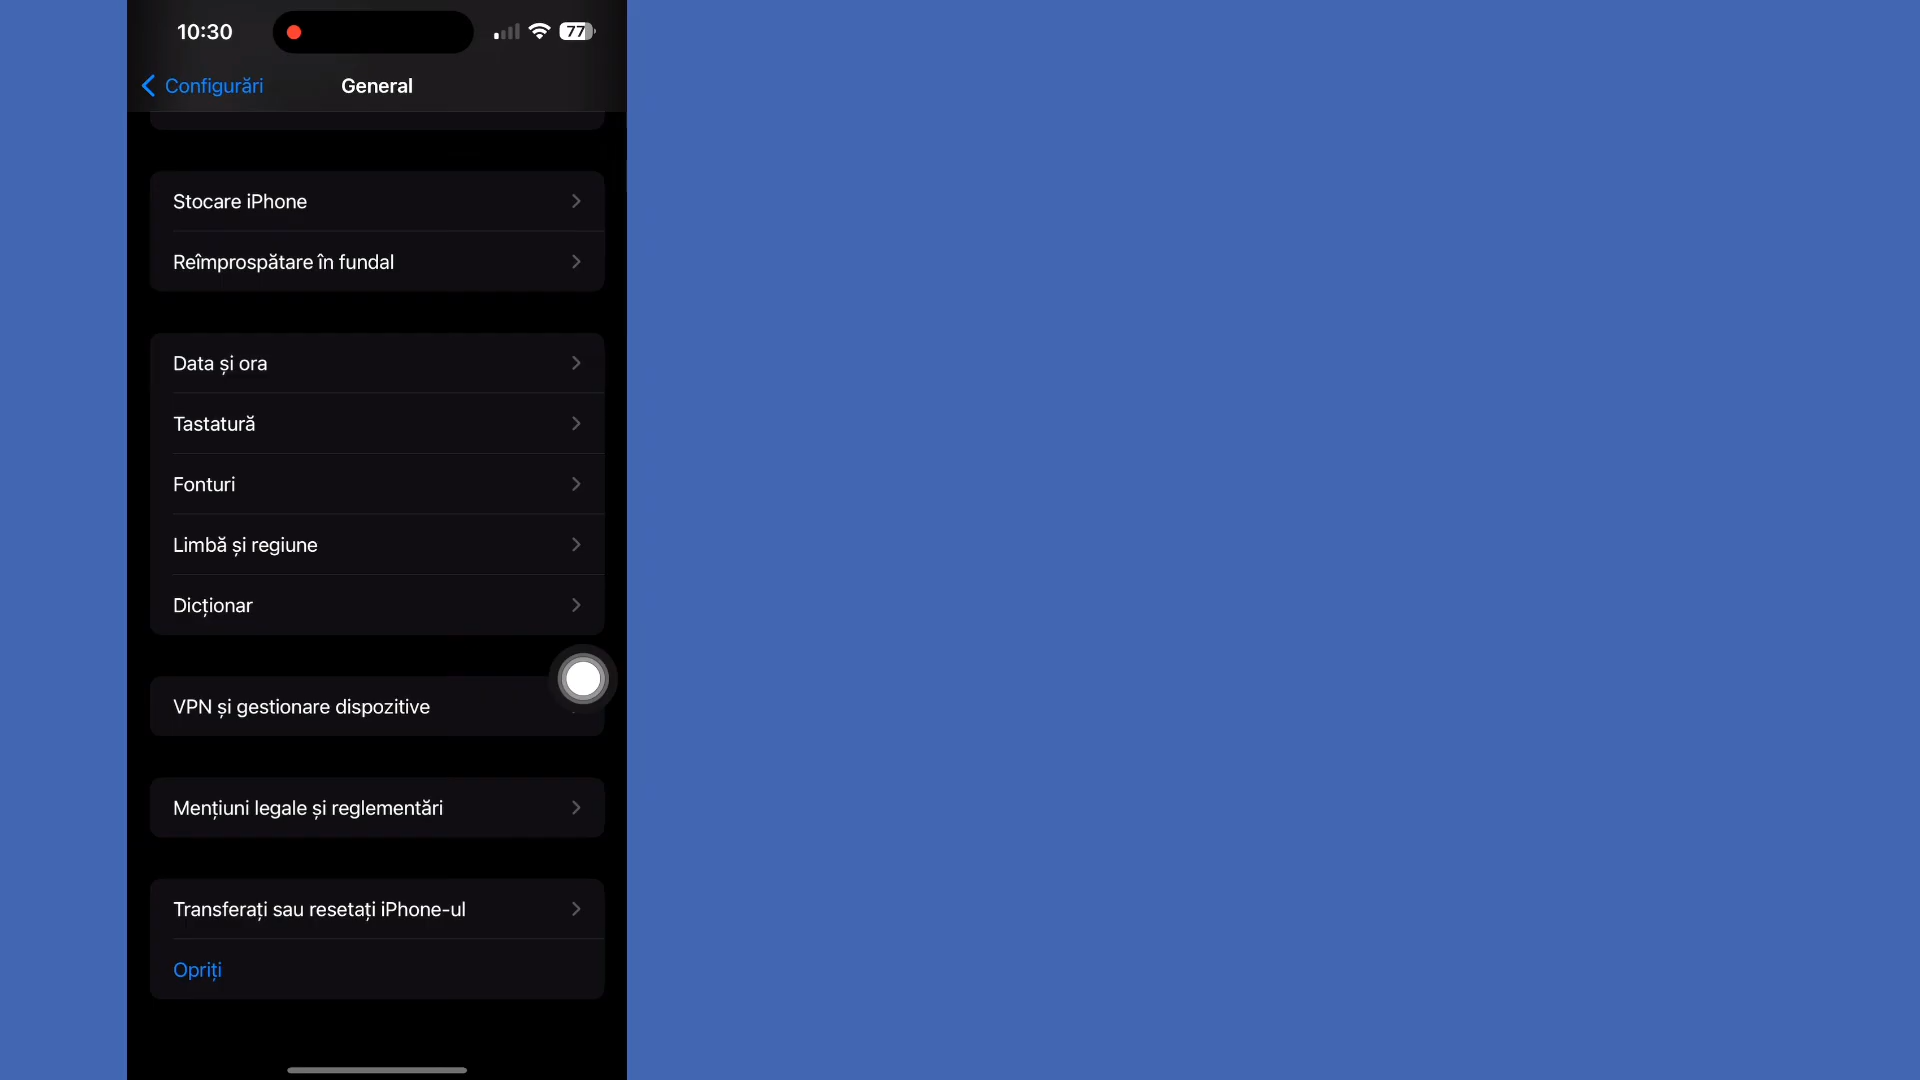 10:30
77
Configurări
General
Stocare iPhone
Reîmprospătare în fundal
Data și ora
Tastatură
Fonturi
Limbă și regiune
Dicționar
VPN și gestionare dispozitive
Mențiuni legale și reglementări
Transferați sau resetați iPhone-ul
Opriți